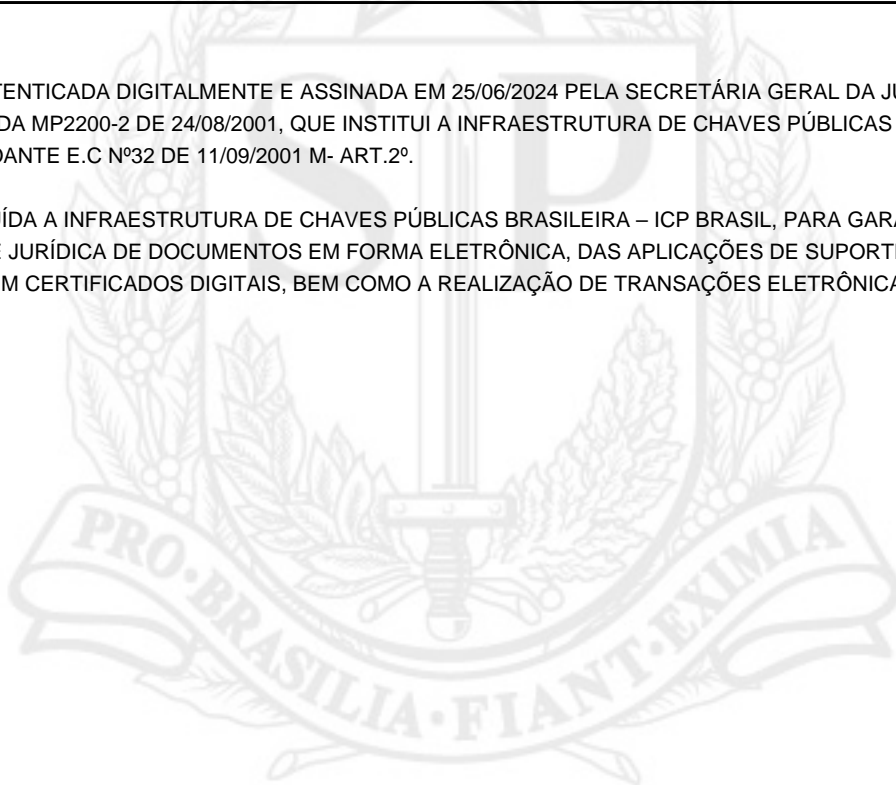 TENTICADA DIGITALMENTE E ASSINADA EM 25/06/2024 PELA SECRETÁRIA GERAL DA JU
DA MP2200-2 DE 24/08/2001, QUE INSTITUI A INFRAESTRUTURA DE CHAVES PÚBLICAS
DANTE E.C Nº32 DE 11/09/2001 M- ART.2º.
ÍDA A INFRAESTRUTURA DE CHAVES PÚBLICAS BRASILEIRA – ICP BRASIL, PARA GARA
E JURÍDICA DE DOCUMENTOS EM FORMA ELETRÔNICA, DAS APLICAÇÕES DE SUPORT
M CERTIFICADOS DIGITAIS, BEM COMO A REALIZAÇÃO DE TRANSAÇÕES ELETRÔNICA
SP
PRO·BRASILIA·FIANT·EXIMIA